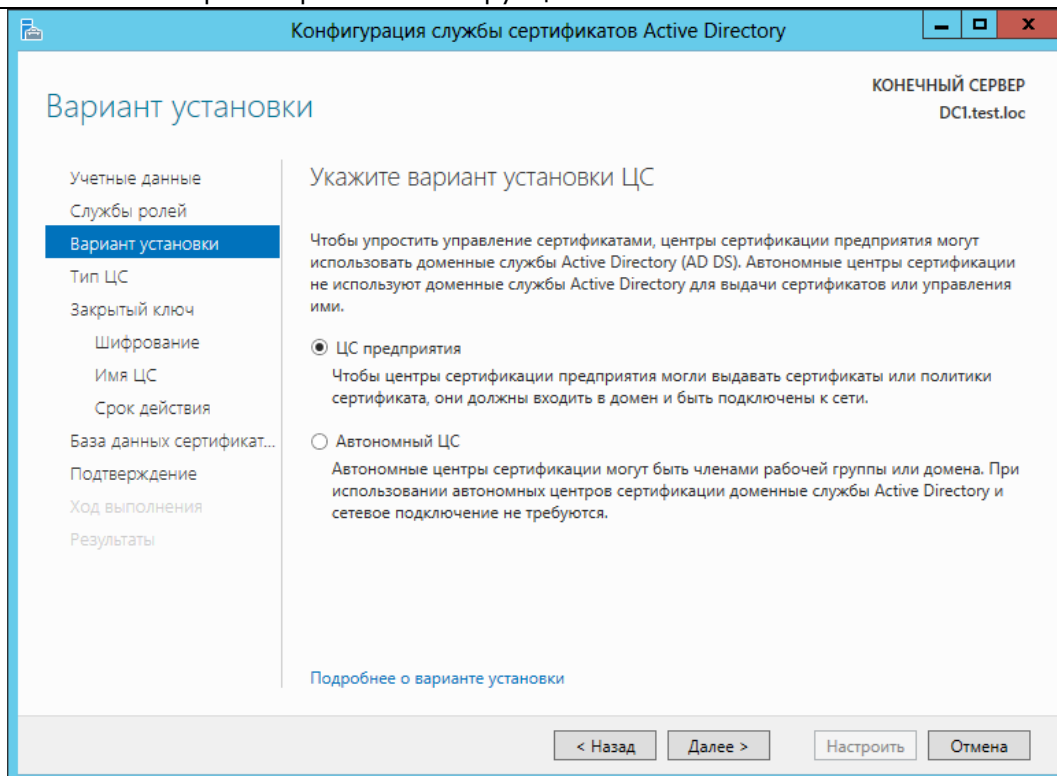 Конфигурация службы сертификатов Active Directory
Вариант установки
КОНЕЧНЫЙ СЕРВЕР
DC1.test.loc
Учетные данные
Службы ролей
Вариант установки
Тип ЦС
Закрытый ключ
Шифрование
Имя ЦС
Срок действия
База данных сертификат...
Подтверждение
Ход выполнения
Результаты
Укажите вариант установки ЦС
Чтобы упростить управление сертификатами, центры сертификации предприятия могут
использовать доменные службы Active Directory (AD DS). Автономные центры сертификации
не используют доменные службы Active Directory для выдачи сертификатов или управления
ими.
ЦС предприятия
Чтобы центры сертификации предприятия могли выдавать сертификаты или политики
сертификата, они должны входить в домен и быть подключены к сети.
Автономный ЦС
Автономные центры сертификации могут быть членами рабочей группы или домена. При
использовании автономных центров сертификации доменные службы Active Directory и
сетевое подключение не требуются.
Подробнее о варианте установки
< Назад
Далее >
Настроить
Отмена